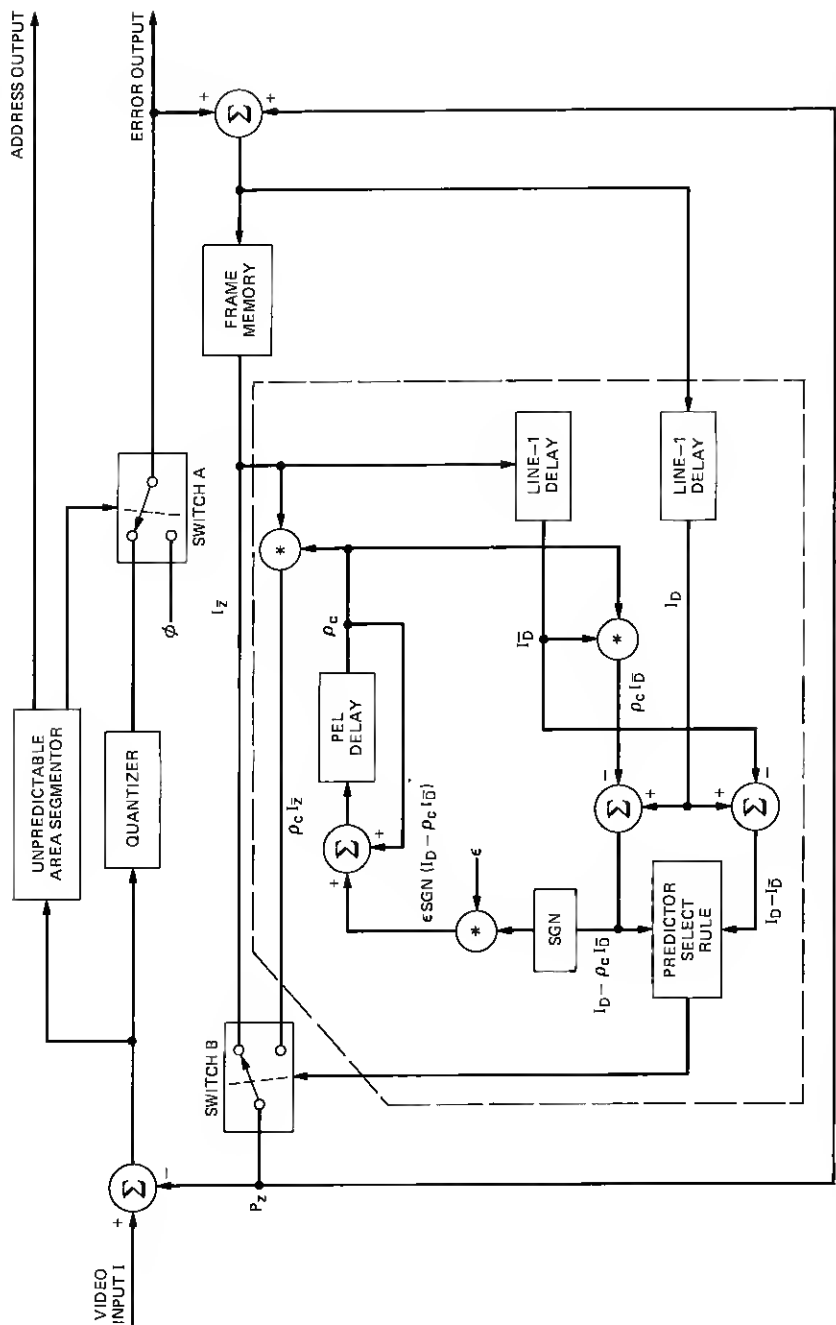 ADDRESS OUTPUT
ERROR OUTPUT
UNPREDICTABLE
AREA SEGMENTOR
QUANTIZER
SWITCH A
ϕ
+
Σ
+
FRAME
MEMORY
VIDEO
INPUT I
+
Σ
−
P_Z
SWITCH B
I_Z̄
ρ_C I_Z̄
*
ρ_C
PEL
DELAY
Σ
+
+
ϵ SGN (I_D − ρ_C I_D̄)
*
ϵ
SGN
I_D − ρ_C I_D̄
PREDICTOR
SELECT
RULE
I_D − I_D̄
Σ
−
+
Σ
+
−
ρ_C I_D̄
*
I_D̄
I_D
LINE−1
DELAY
LINE−1
DELAY